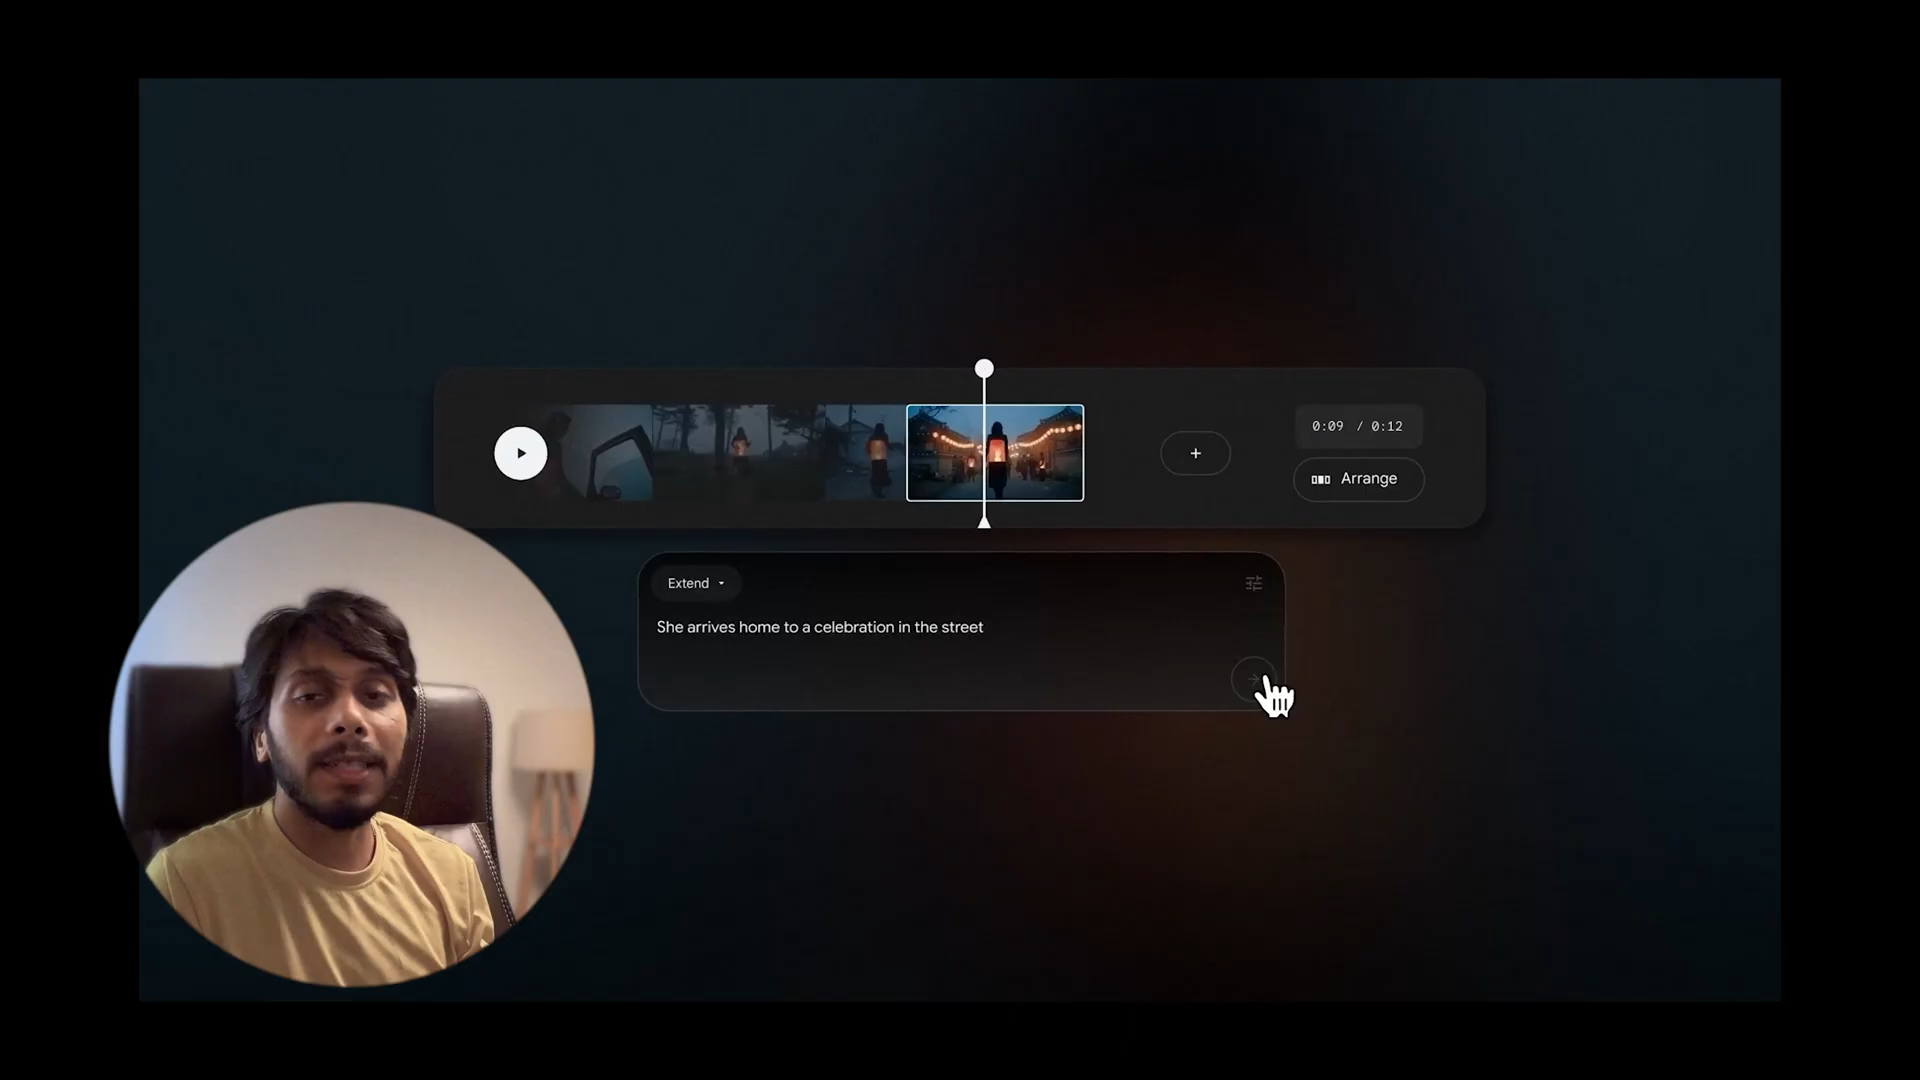 0:09 / 0:12
Arrange
Extend
She arrives home to a celebration in the street